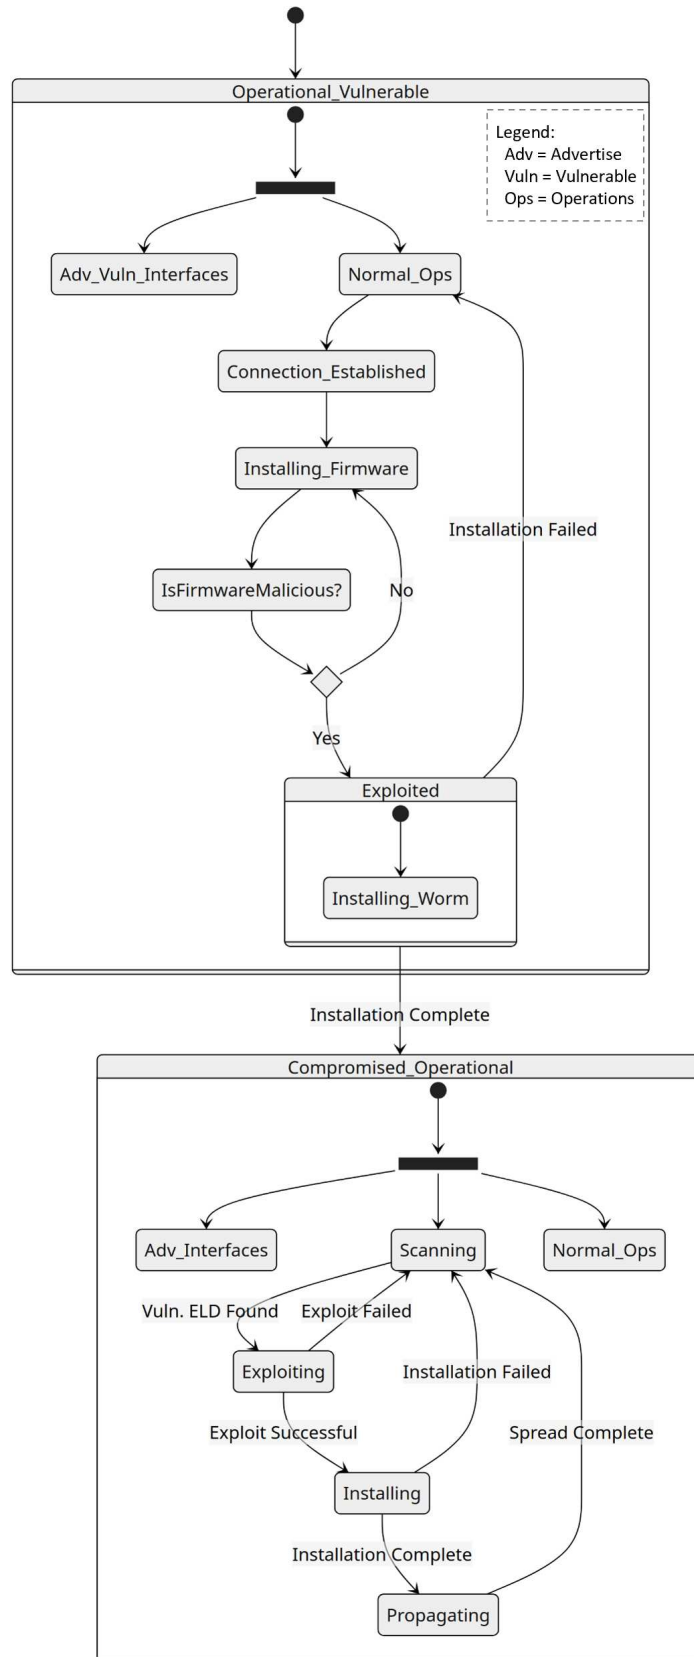 Operational_Vulnerable
Legend:
Adv = Advertise
Vuln = Vulnerable
Ops = Operations
Adv_Vuln_Interfaces
Normal_Ops
Connection_Established
Installing_Firmware
Installation Failed
IsFirmwareMalicious?
No
Yes
Exploited
Installing_Worm
Installation Complete
Compromised_Operational
Adv_Interfaces
Scanning
Normal_Ops
Vuln. ELD Found
Exploit Failed
Exploiting
Installation Failed
Exploit Successful
Spread Complete
Installing
Installation Complete
Propagating